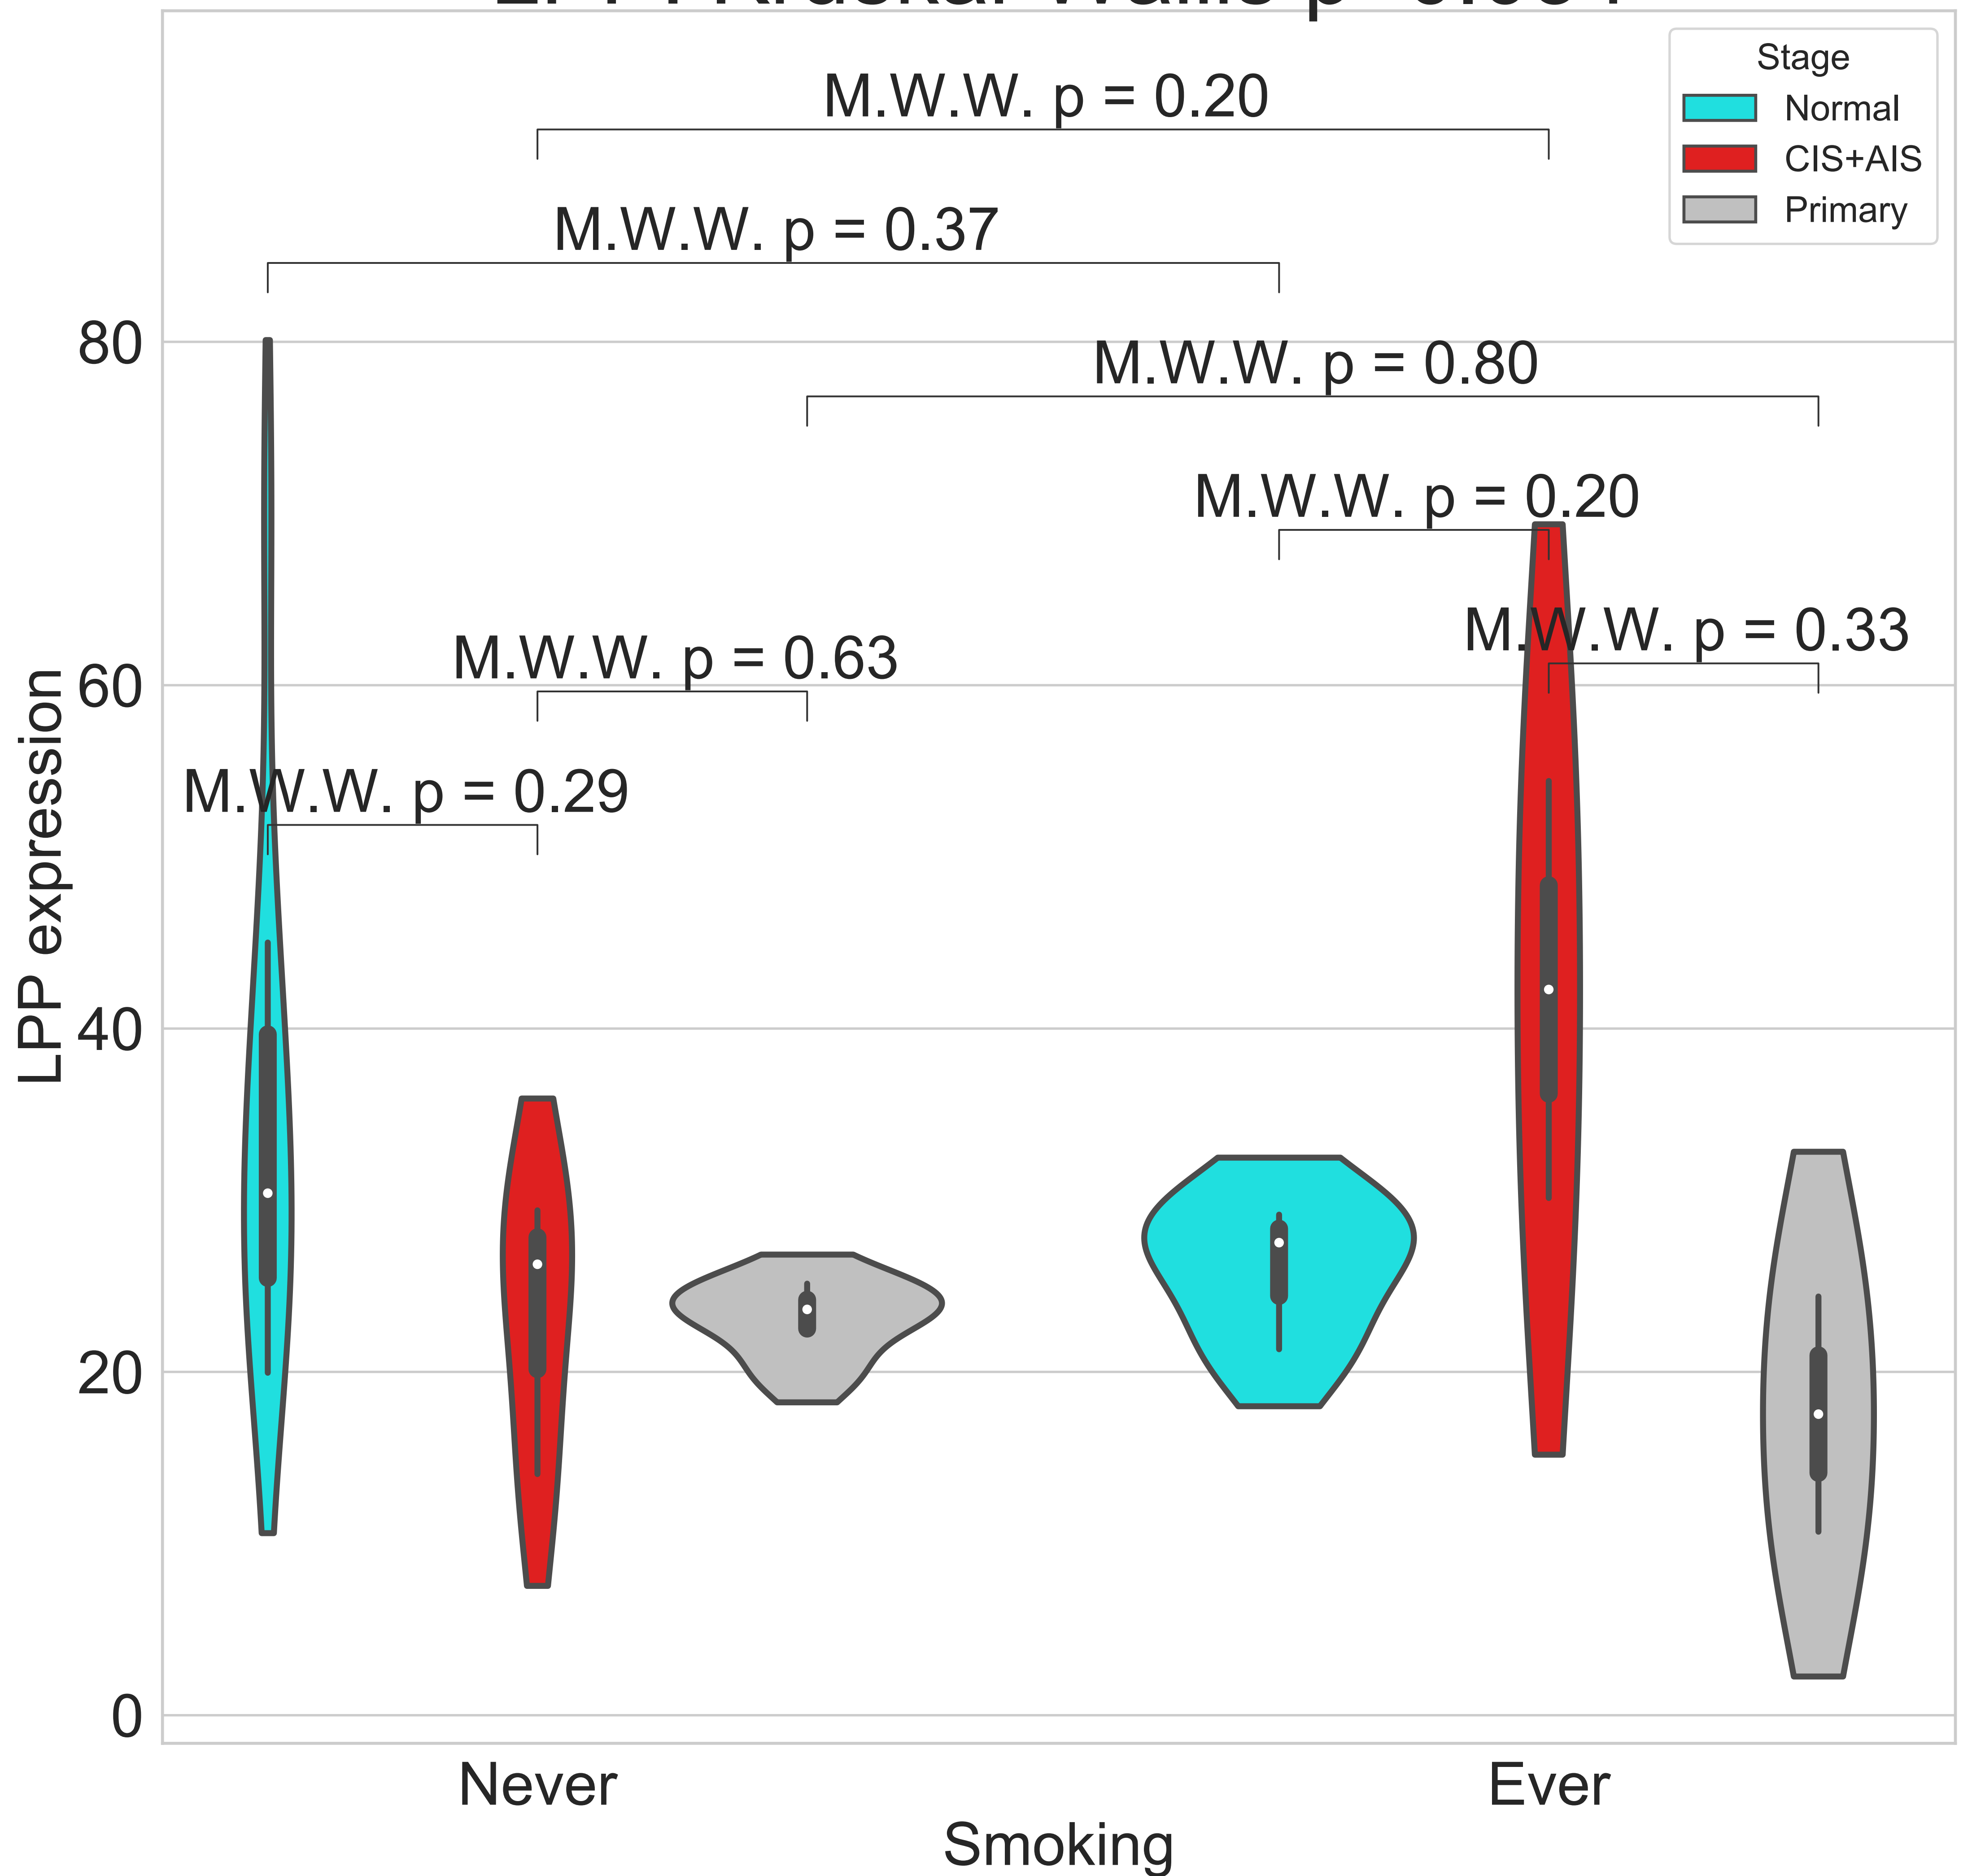 Stage
Normal
CIS+AIS
Primary
M.W.W. p = 0.20
M.W.W. p = 0.37
M.W.W. p = 0.80
M.W.W. p = 0.20
M.W.W. p = 0.33
M.W.W. p = 0.63
M.W.W. p = 0.29
80
60
40
20
0
LPP expression
Never
Ever
Smoking